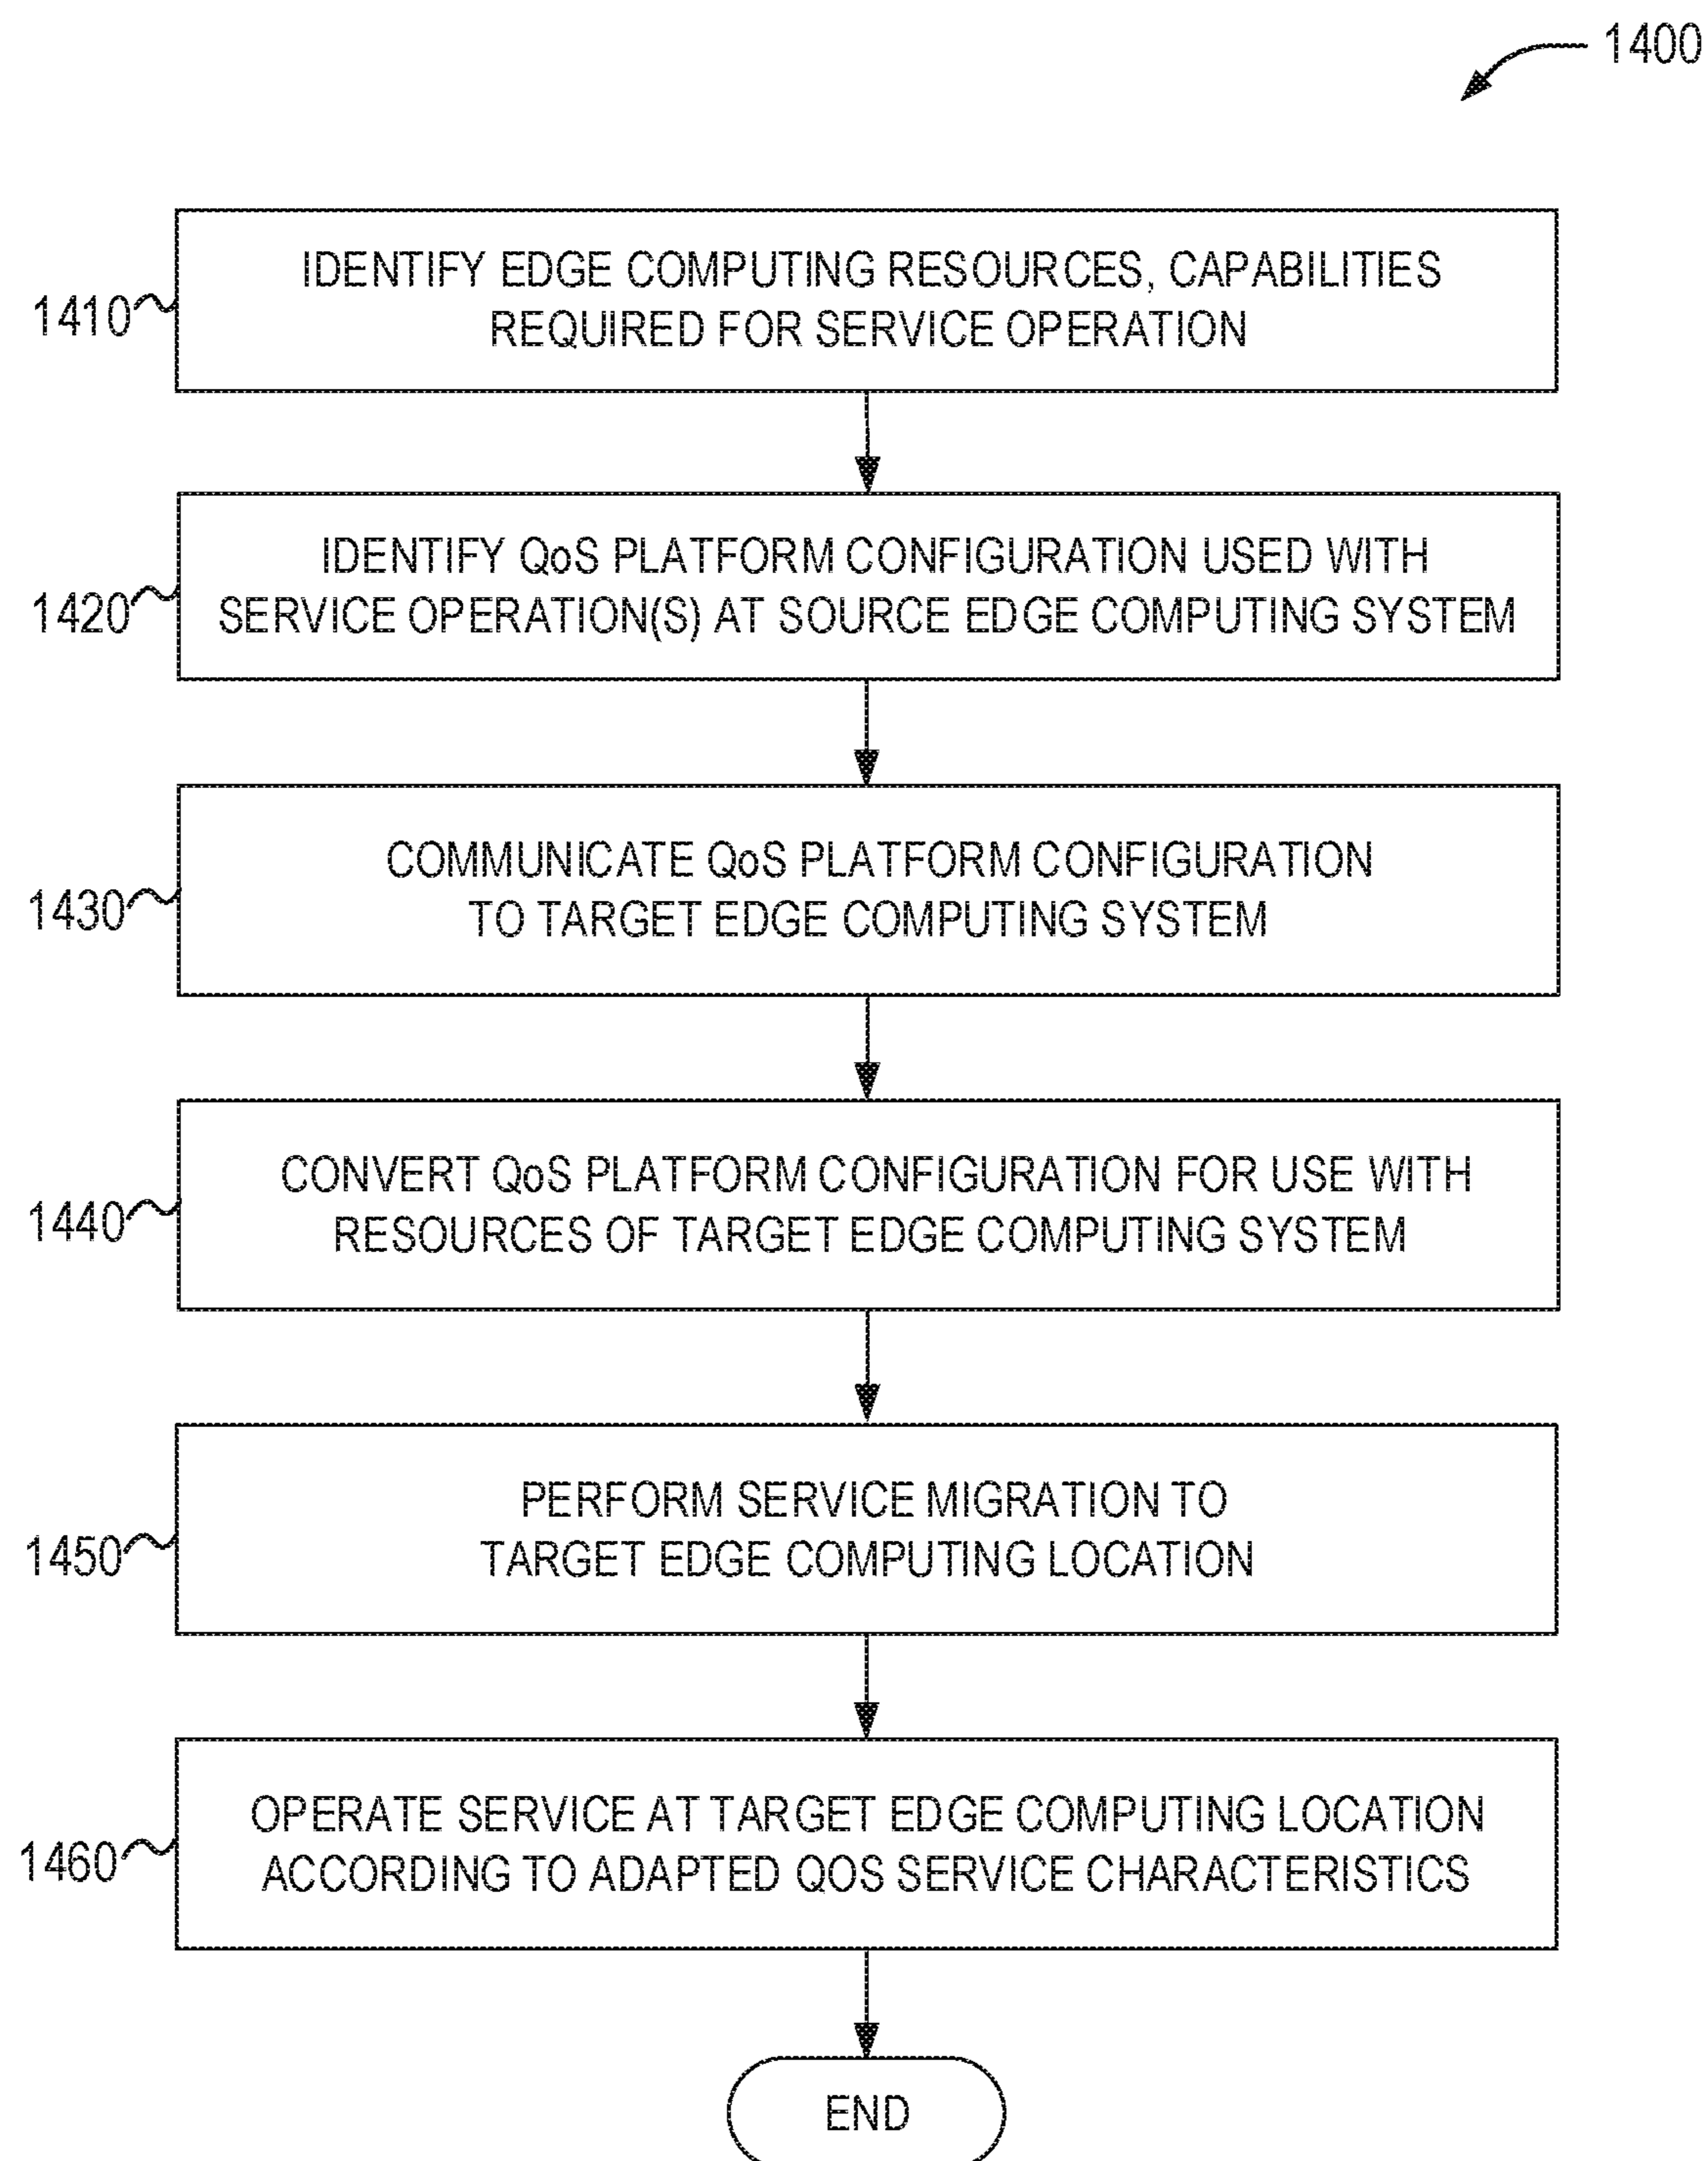 1400
1410
IDENTIFY EDGE COMPUTING RESOURCES, CAPABILITIES
REQUIRED FOR SERVICE OPERATION
1420
IDENTIFY QoS PLATFORM CONFIGURATION USED WITH
SERVICE OPERATION(S) AT SOURCE EDGE COMPUTING SYSTEM
1430
COMMUNICATE QoS PLATFORM CONFIGURATION
TO TARGET EDGE COMPUTING SYSTEM
1440
CONVERT QoS PLATFORM CONFIGURATION FOR USE WITH
RESOURCES OF TARGET EDGE COMPUTING SYSTEM
1450
PERFORM SERVICE MIGRATION TO
TARGET EDGE COMPUTING LOCATION
1460
OPERATE SERVICE AT TARGET EDGE COMPUTING LOCATION
ACCORDING TO ADAPTED QOS SERVICE CHARACTERISTICS
END